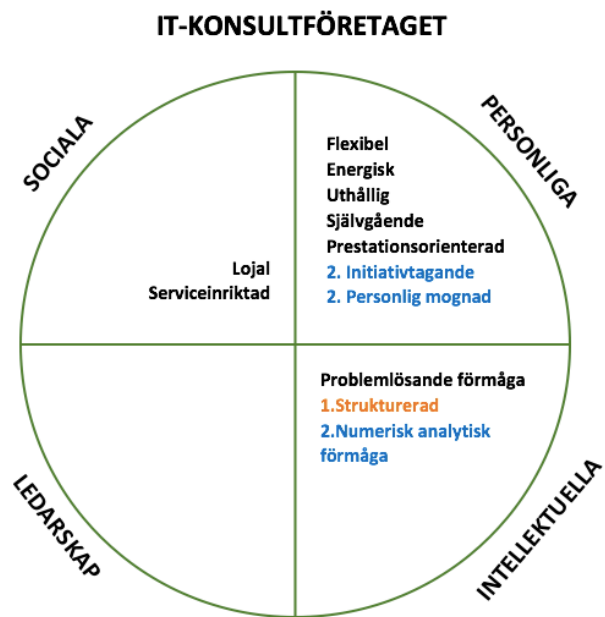 IT-KONSULTFÖRETAGET
SOCIALA
PERSONLIGA
Flexibel
Energisk
Uthållig
Självgående
Prestationsorienterad
2. Initiativtagande
2. Personlig mognad
Lojal
Serviceinriktad
Problemlösande förmåga
1.Strukturerad
2.Numerisk analytisk
förmåga
LEDARSKAP
INTELLEKTUELLA